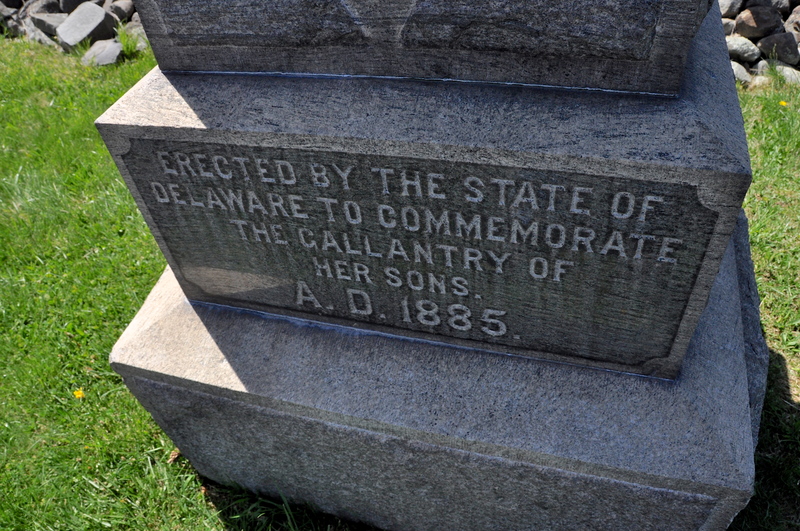 ERECTED BY THE STATE OF
DELAWARE TO COMMEMORATE
THE GALLANTRY OF
HER SONS.
A. D. 1885.